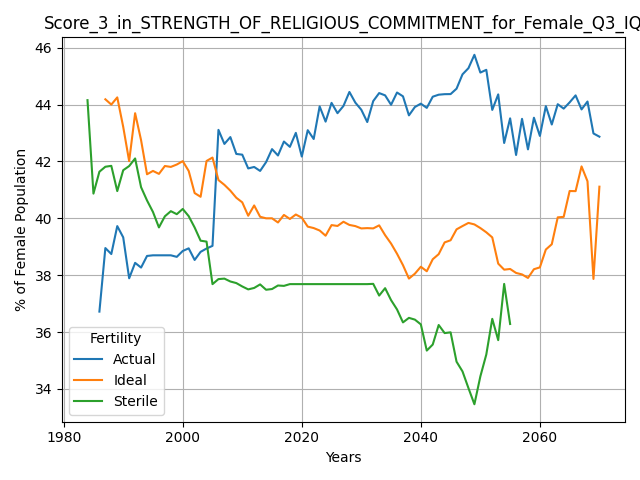 Score_3_in_STRENGTH_OF_RELIGIOUS_COMMITMENT_for_Female_Q3_IQ
% of Female Population
46
44
42
40
38
36
34
Fertility
Actual
Ideal
Sterile
1980 2000 2020 2040 2060
Years